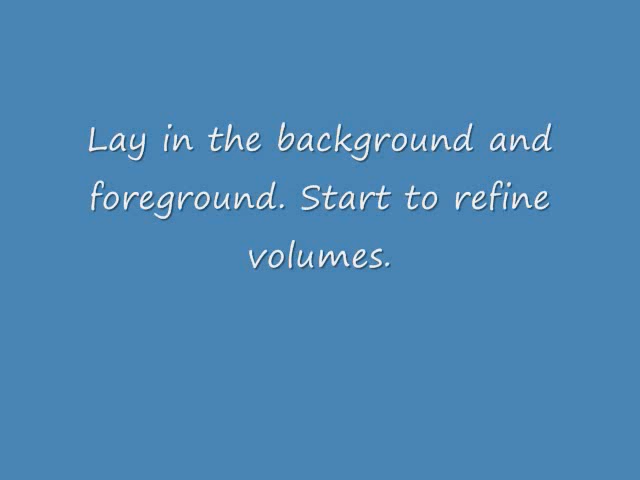 Lay in the background and
foreground. Start to refine
volumes.